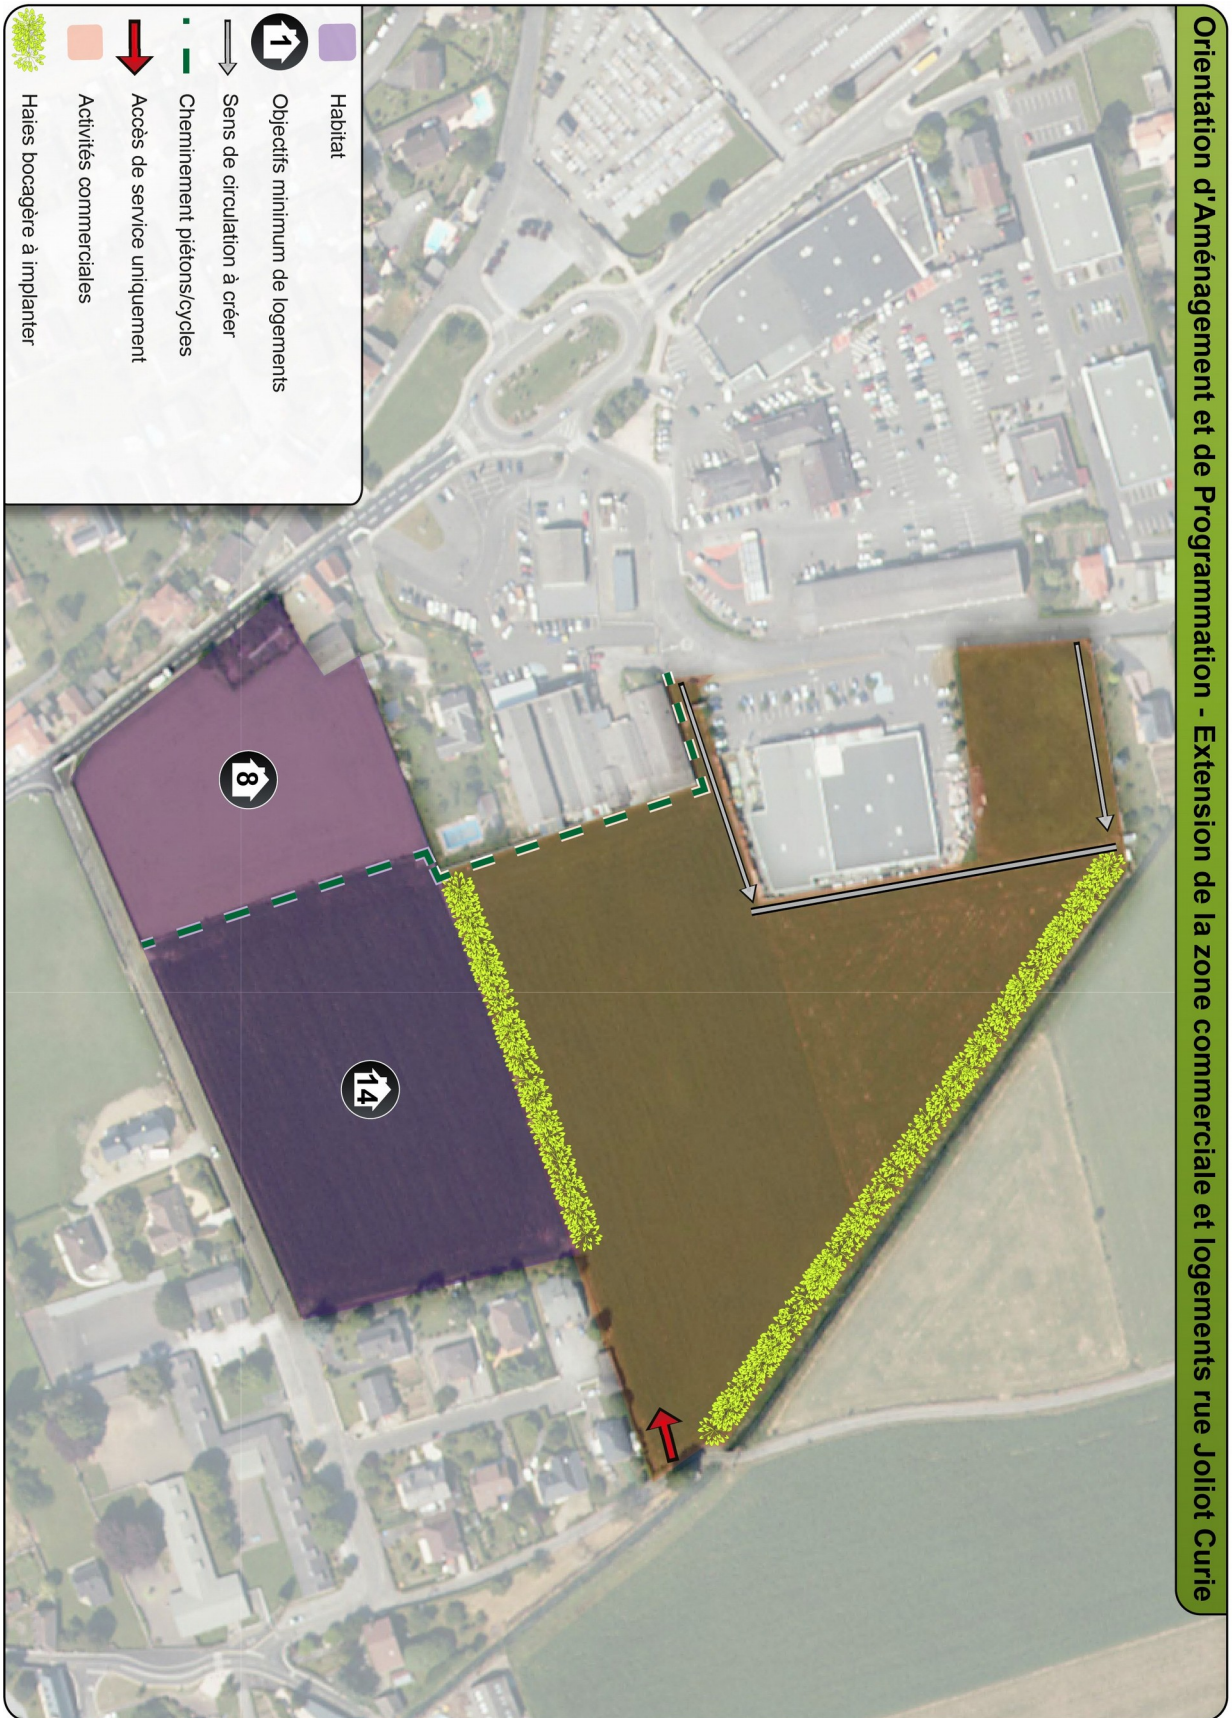 Orientation d'Aménagement et de Programmation - Extension de la zone commerciale et logements rue Joliot Curie
Habitat
1
Objectifs minimum de logements
Sens de circulation à créer
Cheminement piétons/cycles
Accès de service uniquement
Activités commerciales
Haies bocagère à implanter
8
14